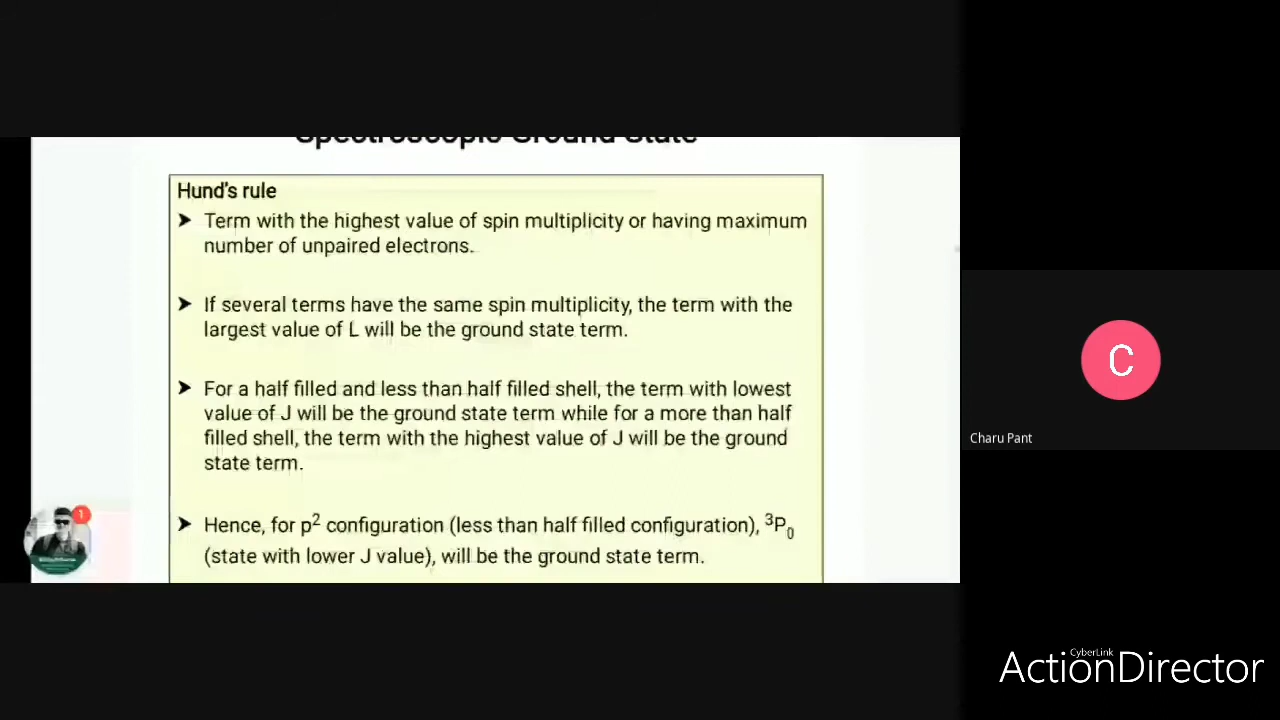 Spectroscopic Ground State
Hund's rule
➤ Term with the highest value of spin multiplicity or having maximum
number of unpaired electrons.
➤ If several terms have the same spin multiplicity, the term with the
largest value of L will be the ground state term.
➤ For a half filled and less than half filled shell, the term with lowest
value of J will be the ground state term while for a more than half
filled shell, the term with the highest value of J will be the ground
state term.
➤ Hence, for p² configuration (less than half filled configuration), ³P₀
(state with lower J value), will be the ground state term.
1
C
Charu Pant
CyberLink
ActionDirector